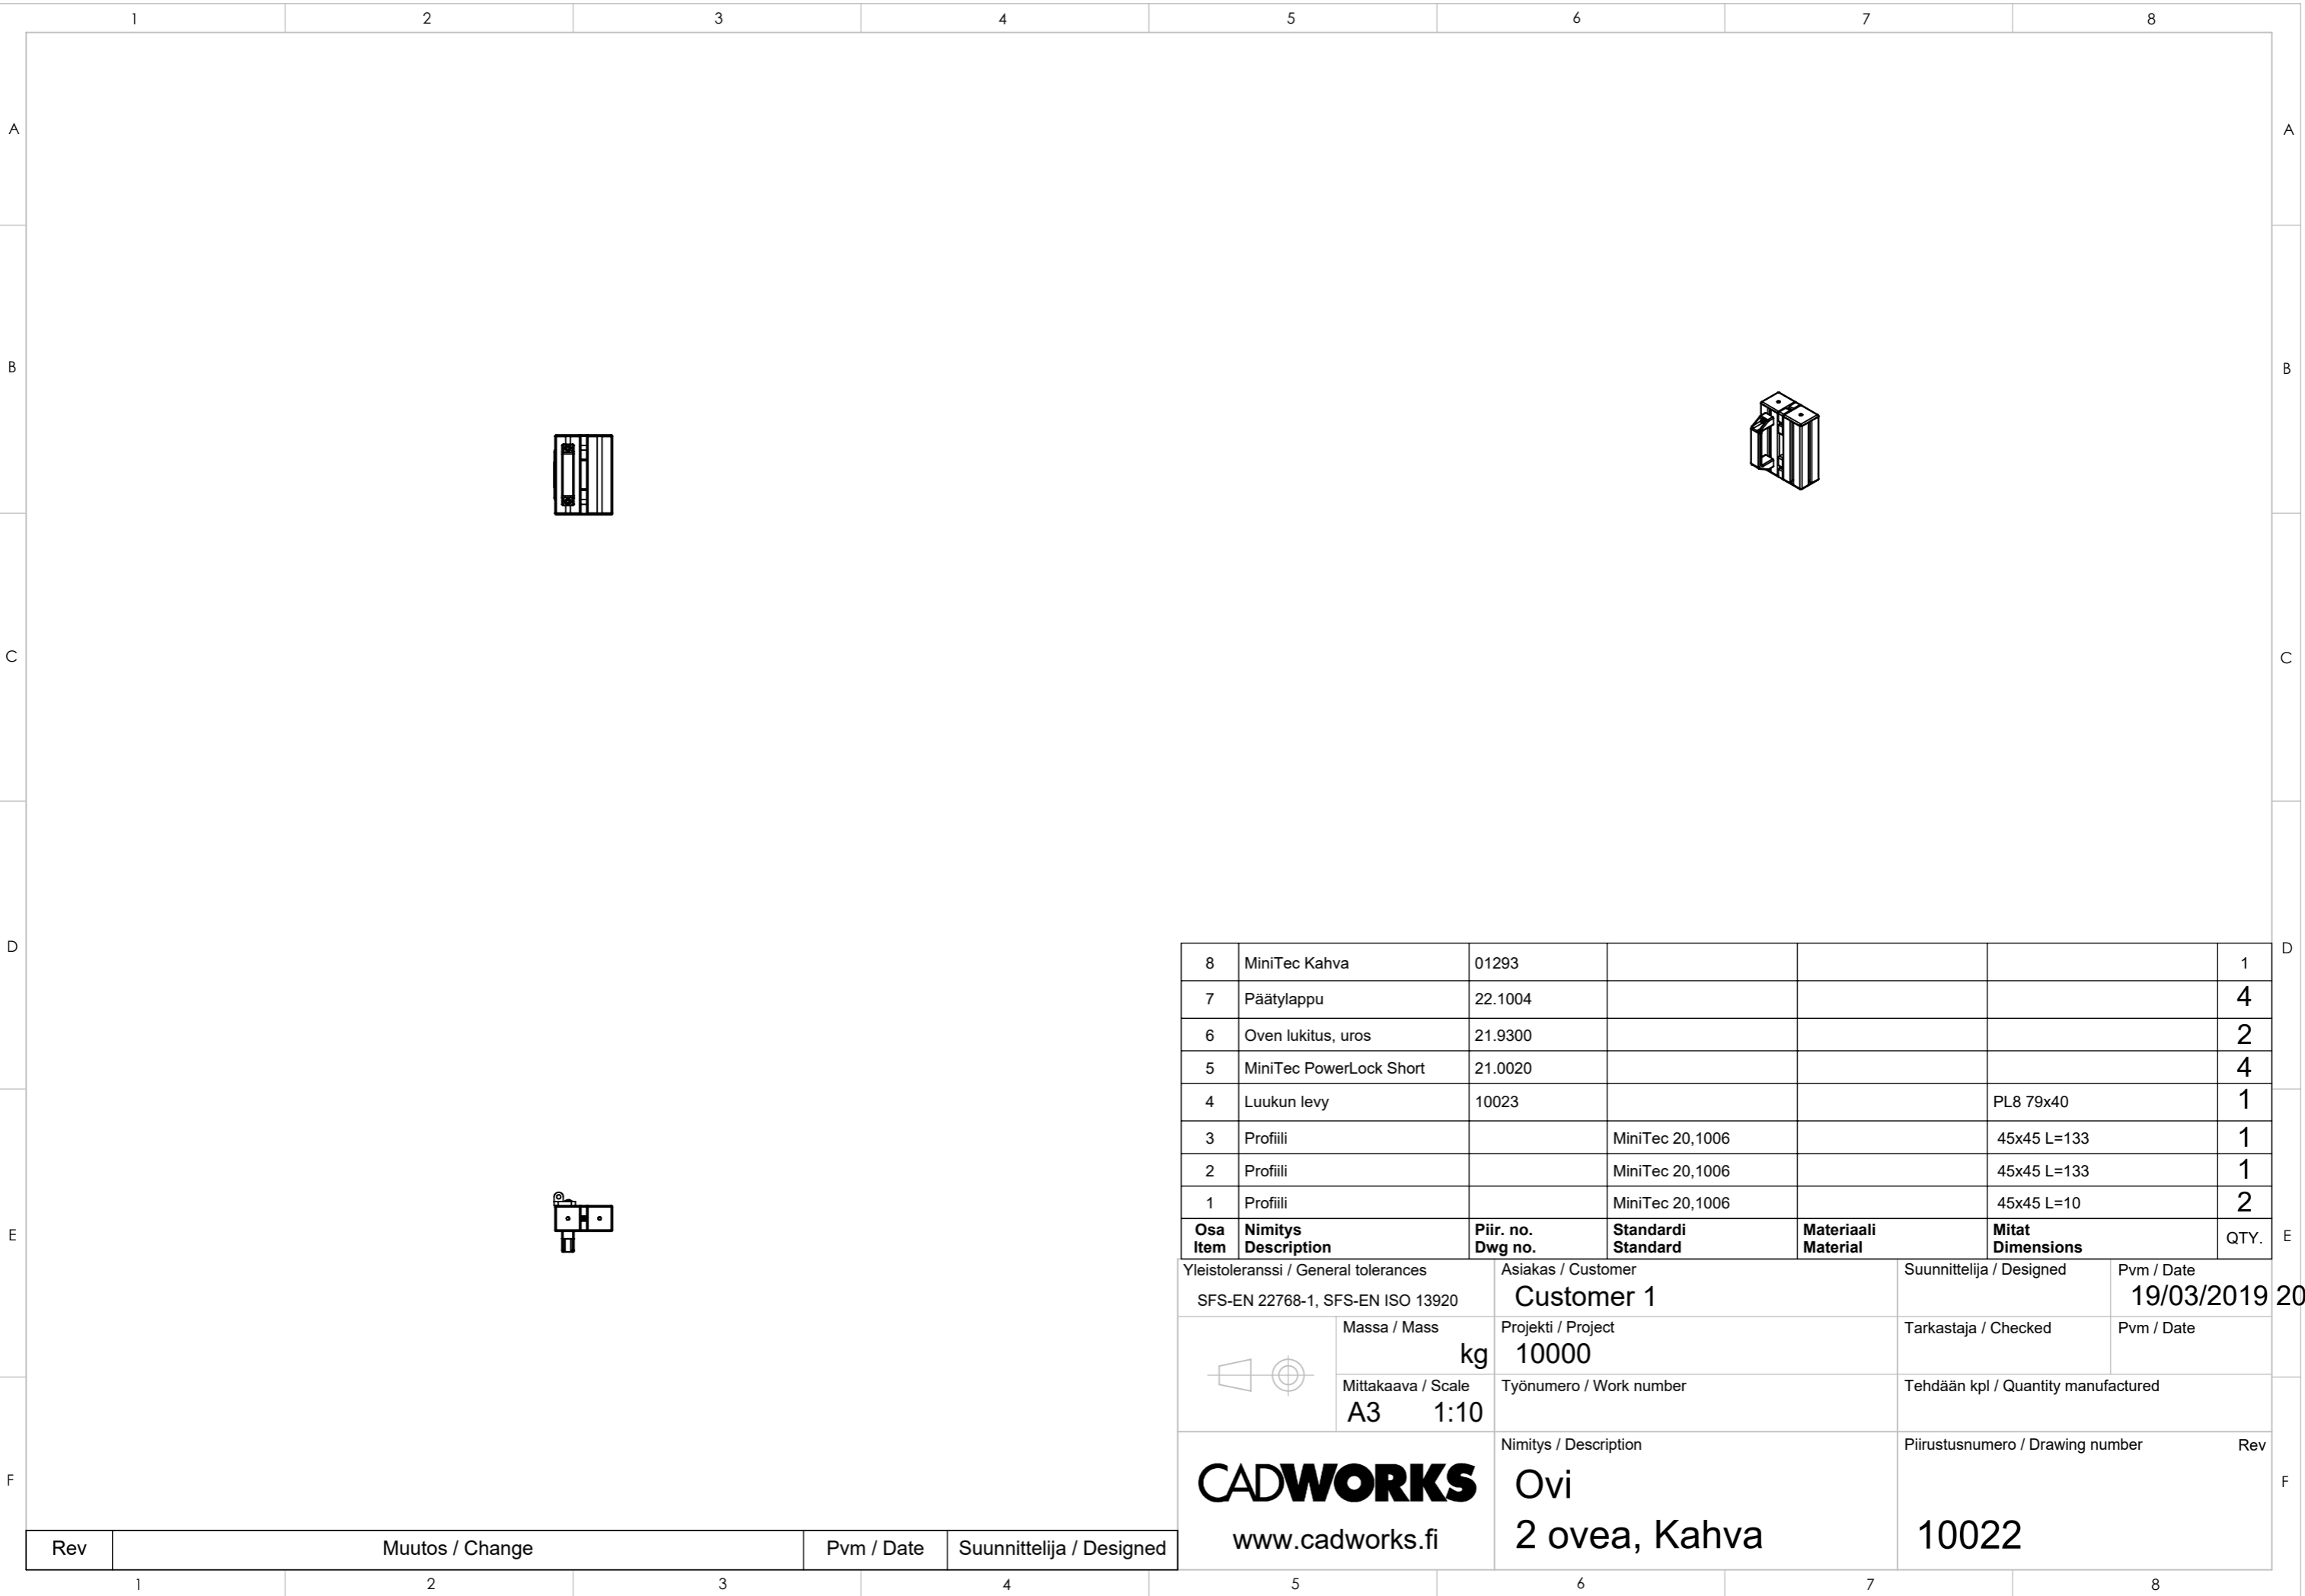 1 2 3 4 5 6 7 8
A A
B B
C C
D D
8 MiniTec Kahva 01293 1
7 Päätylappu 22.1004 4
6 Oven lukitus, uros 21.9300 2
5 MiniTec PowerLock Short 21.0020 4
4 Luukun levy 10023 PL8 79x40 1
3 Profiili MiniTec 20,1006 45x45 L=133 1
2 Profiili MiniTec 20,1006 45x45 L=133 1
1 Profiili MiniTec 20,1006 45x45 L=10 2
Osa Nimitys Piir. no. Standardi Materiaali Mitat QTY.
Item Description Dwg no. Standard Material Dimensions
E E
Yleistoleranssi / General tolerances Asiakas / Customer Suunnittelija / Designed Pvm / Date
SFS-EN 22768-1, SFS-EN ISO 13920 Customer 1 19/03/2019 20
Massa / Mass Projekti / Project Tarkastaja / Checked Pvm / Date
kg 10000
Mittakaava / Scale Työnumero / Work number Tehdään kpl / Quantity manufactured
A3 1:10
Nimitys / Description Piirustusnumero / Drawing number Rev
F CADWORKS Ovi F
www.cadworks.fi 2 ovea, Kahva 10022
Rev Muutos / Change Pvm / Date Suunnittelija / Designed
1 2 3 4 5 6 7 8